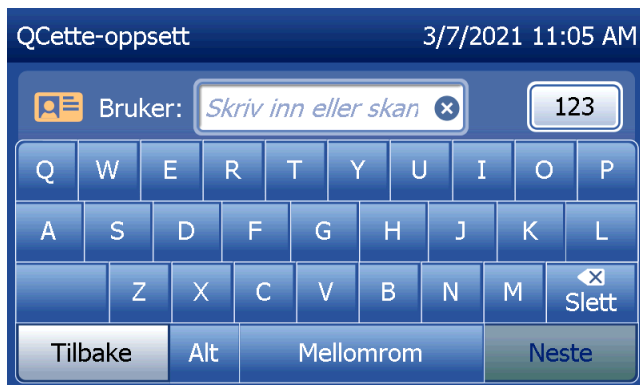 QCette-oppsett 3/7/2021 11:05 AM
Bruker: Skriv inn eller skan 123
Q W E R T Y U I O P
A S D F G H J K L
Z X C V B N M Slett
Tilbake Alt Mellomrom Neste